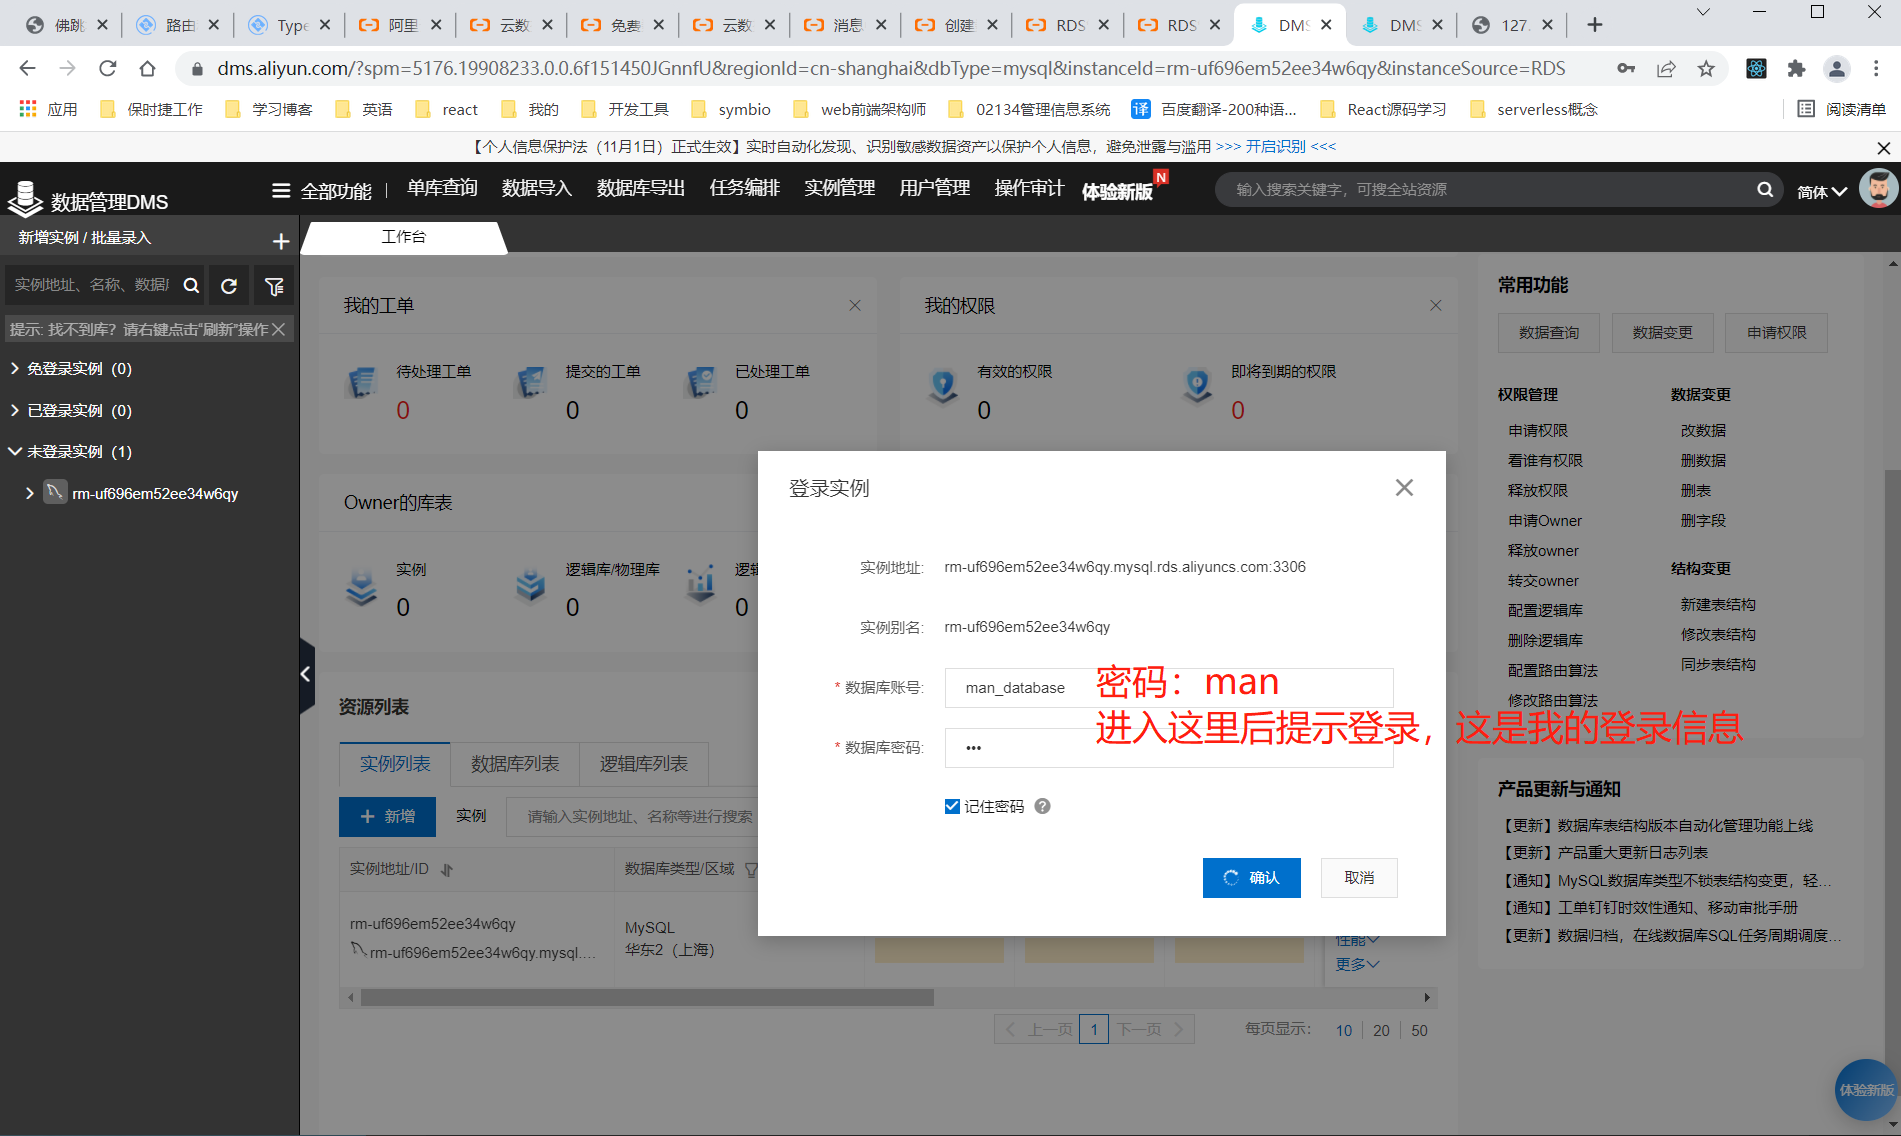 佛跳
路由
Type
阿里
云数
免费
云数
消息
创建
RDS
RDS
DMS
DMS
127.
dms.aliyun.com/?spm=5176.19908233.0.0.6f151450JGnnfU&regionId=cn-shanghai&dbType=mysql&instanceId=rm-uf696em52ee34w6qy&instanceSource=RDS
应用
保时捷工作
学习博客
英语
react
我的
开发工具
symbio
web前端架构师
02134管理信息系统
译 百度翻译-200种语...
React源码学习
serverless概念
阅读清单
【个人信息保护法（11月1日）正式生效】实时自动化发现、识别敏感数据资产以保护个人信息，避免泄露与滥用 >>> 开启识别 <<<
数据管理DMS
全部功能
单库查询
数据导入
数据库导出
任务编排
实例管理
用户管理
操作审计
体验新版
N
输入搜索关键字，可搜全站资源
简体
新增实例 / 批量录入
工作台
实例地址、名称、数据
提示: 找不到库？请右键点击"刷新"操作
免登录实例 (0)
已登录实例 (0)
未登录实例 (1)
rm-uf696em52ee34w6qy
我的工单
待处理工单
0
提交的工单
0
已处理工单
0
我的权限
有效的权限
0
即将到期的权限
0
Owner的库表
实例
0
逻辑库/物理库
0
逻辑
0
登录实例
实例地址:
rm-uf696em52ee34w6qy.mysql.rds.aliyuncs.com:3306
实例别名:
rm-uf696em52ee34w6qy
* 数据库账号:
man_database
密码：man
进入这里后提示登录，这是我的登录信息
* 数据库密码:
•••
记住密码
确认
取消
资源列表
实例列表
数据库列表
逻辑库列表
+ 新增
实例
请输入实例地址、名称等进行搜索
实例地址/ID
数据库类型/区域
rm-uf696em52ee34w6qy
rm-uf696em52ee34w6qy.mysql....
MySQL
华东2（上海）
性能
更多
上一页
1
下一页
每页显示:
10
20
50
常用功能
数据查询
数据变更
申请权限
权限管理
申请权限
看谁有权限
释放权限
申请Owner
释放owner
转交owner
配置逻辑库
删除逻辑库
配置路由算法
修改路由算法
数据变更
改数据
删数据
删表
删字段
结构变更
新建表结构
修改表结构
同步表结构
产品更新与通知
【更新】数据库表结构版本自动化管理功能上线
【更新】产品重大更新日志列表
【通知】MySQL数据库类型不锁表结构变更，轻...
【通知】工单钉钉时效性通知、移动审批手册
【更新】数据归档，在线数据库SQL任务周期调度...
体验新版